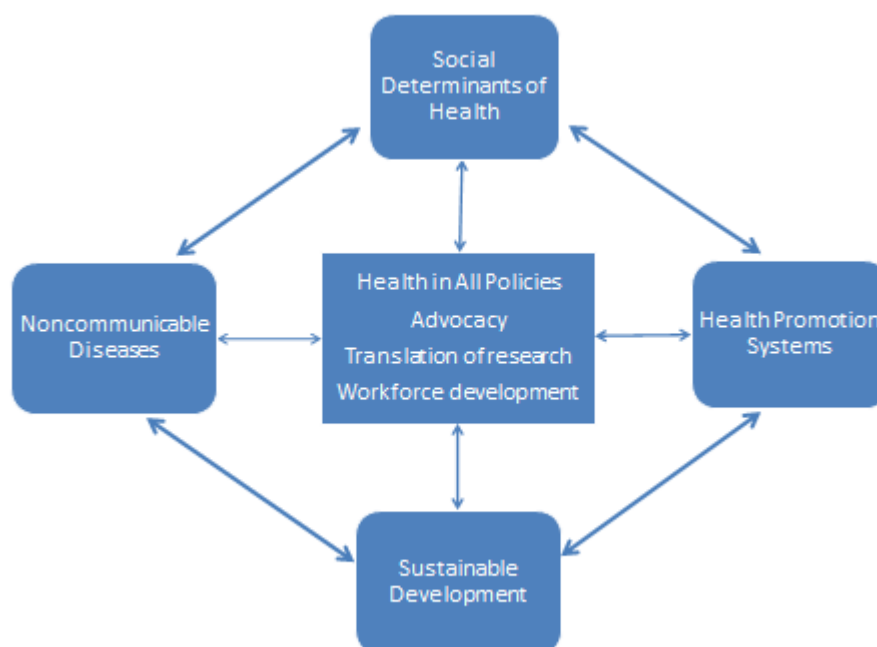 Social
Determinants of
Health
Noncommunicable
Diseases
Health in All Policies
Advocacy
Translation of research
Workforce development
Health Promotion
Systems
Sustainable
Development